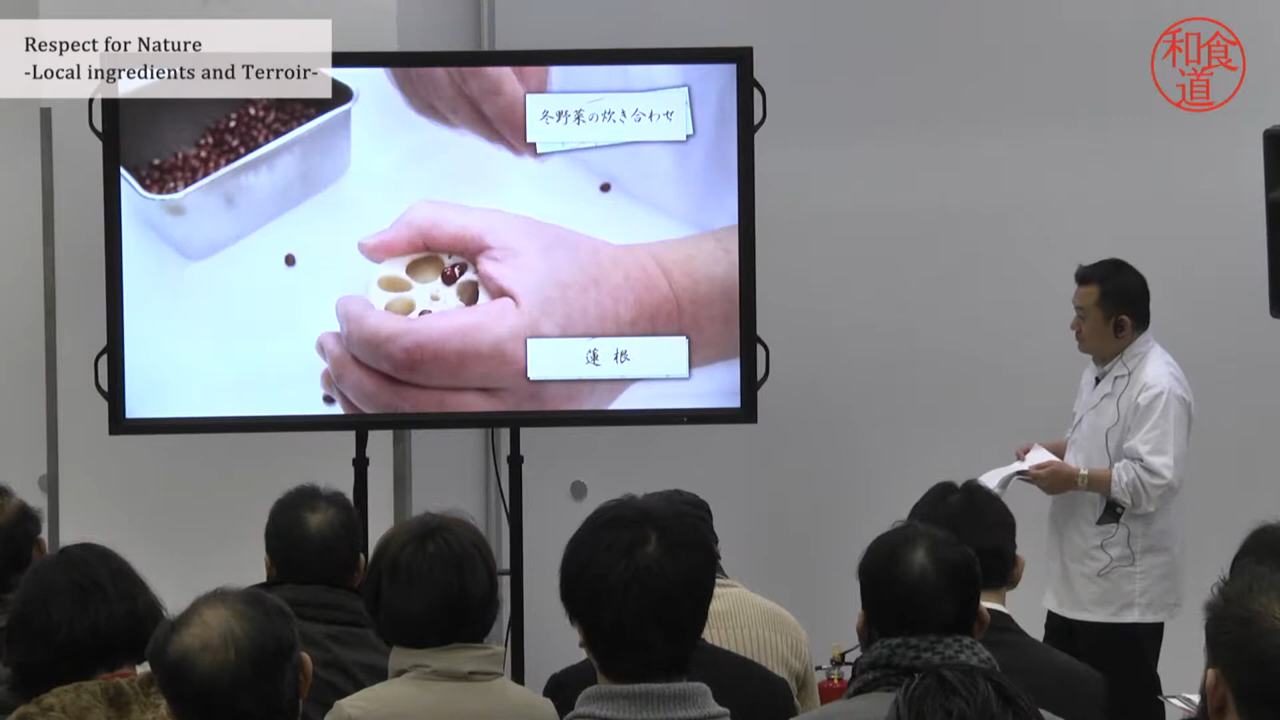 Respect for Nature
-Local ingredients and Terroir-
和食道
冬野菜の炊き合わせ
蓮根